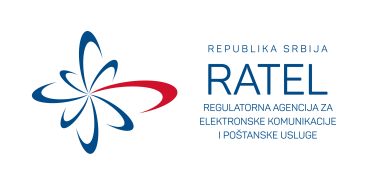 REPUBLIKA SRBIJA
RATEL
REGULATORNA AGENCIJA ZA
ELEKTRONSKE KOMUNIKACIJE
I POŠTANSKE USLUGE